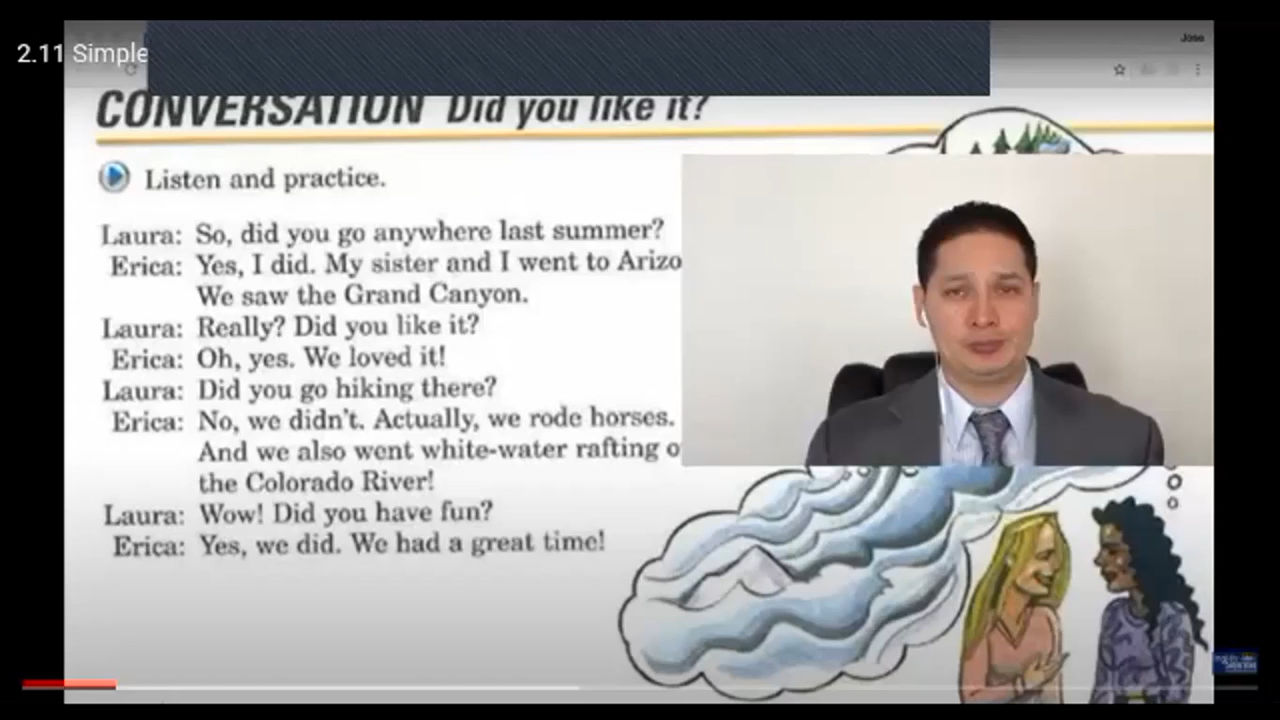 2.11 Simple
Jose
CONVERSATION Did you like it?
Listen and practice.
Laura: So, did you go anywhere last summer?
Erica: Yes, I did. My sister and I went to Arizo
We saw the Grand Canyon.
Laura: Really? Did you like it?
Erica: Oh, yes. We loved it!
Laura: Did you go hiking there?
Erica: No, we didn't. Actually, we rode horses.
And we also went white-water rafting o
the Colorado River!
Laura: Wow! Did you have fun?
Erica: Yes, we did. We had a great time!